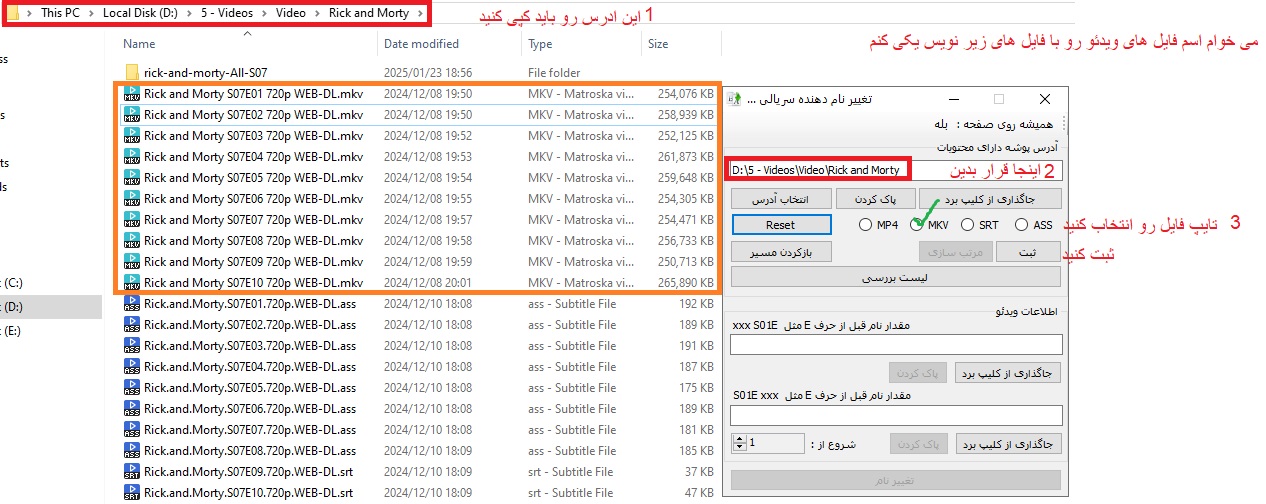 This PC > Local Disk (D:) > 5 - Videos > Video > Rick and Morty >
1 این ادرس رو باید کپی کنید
می خوام اسم فایل های ویدئو رو با فایل های زیر نویس یکی کنم
Name Date modified Type Size
rick-and-morty-All-S07 2025/01/23 18:56 File folder
Rick and Morty S07E01 720p WEB-DL.mkv 2024/12/08 19:50 MKV - Matroska vi... 254,076 KB
Rick and Morty S07E02 720p WEB-DL.mkv 2024/12/08 19:50 MKV - Matroska vi... 258,939 KB
Rick and Morty S07E03 720p WEB-DL.mkv 2024/12/08 19:52 MKV - Matroska vi... 252,125 KB
Rick and Morty S07E04 720p WEB-DL.mkv 2024/12/08 19:53 MKV - Matroska vi... 261,873 KB
Rick and Morty S07E05 720p WEB-DL.mkv 2024/12/08 19:54 MKV - Matroska vi... 259,648 KB
Rick and Morty S07E06 720p WEB-DL.mkv 2024/12/08 19:55 MKV - Matroska vi... 254,305 KB
Rick and Morty S07E07 720p WEB-DL.mkv 2024/12/08 19:57 MKV - Matroska vi... 254,471 KB
Rick and Morty S07E08 720p WEB-DL.mkv 2024/12/08 19:58 MKV - Matroska vi... 256,733 KB
Rick and Morty S07E09 720p WEB-DL.mkv 2024/12/08 19:59 MKV - Matroska vi... 250,713 KB
Rick and Morty S07E10 720p WEB-DL.mkv 2024/12/08 20:01 MKV - Matroska vi... 265,890 KB
Rick.and.Morty.S07E01.720p.WEB-DL.ass 2024/12/10 18:08 ass - Subtitle File 192 KB
Rick.and.Morty.S07E02.720p.WEB-DL.ass 2024/12/10 18:08 ass - Subtitle File 189 KB
Rick.and.Morty.S07E03.720p.WEB-DL.ass 2024/12/10 18:08 ass - Subtitle File 191 KB
Rick.and.Morty.S07E04.720p.WEB-DL.ass 2024/12/10 18:08 ass - Subtitle File 187 KB
Rick.and.Morty.S07E05.720p.WEB-DL.ass 2024/12/10 18:08 ass - Subtitle File 175 KB
Rick.and.Morty.S07E06.720p.WEB-DL.ass 2024/12/10 18:08 ass - Subtitle File 189 KB
Rick.and.Morty.S07E07.720p.WEB-DL.ass 2024/12/10 18:08 ass - Subtitle File 181 KB
Rick.and.Morty.S07E08.720p.WEB-DL.ass 2024/12/10 18:08 ass - Subtitle File 185 KB
Rick.and.Morty.S07E09.720p.WEB-DL.srt 2024/12/10 18:09 srt - Subtitle File 37 KB
Rick.and.Morty.S07E10.720p.WEB-DL.srt 2024/12/10 18:09 srt - Subtitle File 47 KB
(C:)
(D:)
(E:)
تغییر نام دهنده سریالی ...
همیشه روی صفحه : بله
آدرس پوشه دارای محتویات
D:\5 - Videos\Video\Rick and Morty
2 اینجا قرار بدین
جاگذاری از کلیپ برد پاک کردن انتخاب آدرس
Reset MP4 MKV SRT ASS
3 تایپ فایل رو انتخاب کنید
ثبت مرتب سازی بازکردن مسیر
ثبت کنید
لیست بررسی
اطلاعات ویدئو
مقدار نام قبل از حرف E مثل xxx S01E
جاگذاری از کلیپ برد پاک کردن
مقدار نام قبل از حرف E مثل S01E xxx
جاگذاری از کلیپ برد پاک کردن شروع از : 1
تغییر نام